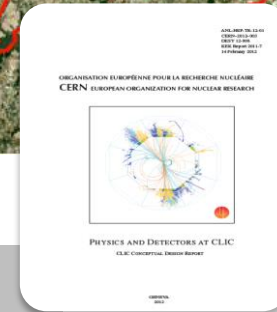 ANL-HEP-TR-12-01
CERN-2012-003
DESY 12-008
KEK Report 2011-7
14 February 2012
ORGANISATION EUROPÉENNE POUR LA RECHERCHE NUCLÉAIRE
CERN EUROPEAN ORGANIZATION FOR NUCLEAR RESEARCH
PHYSICS AND DETECTORS AT CLIC
CLIC CONCEPTUAL DESIGN REPORT
GENEVA
2012